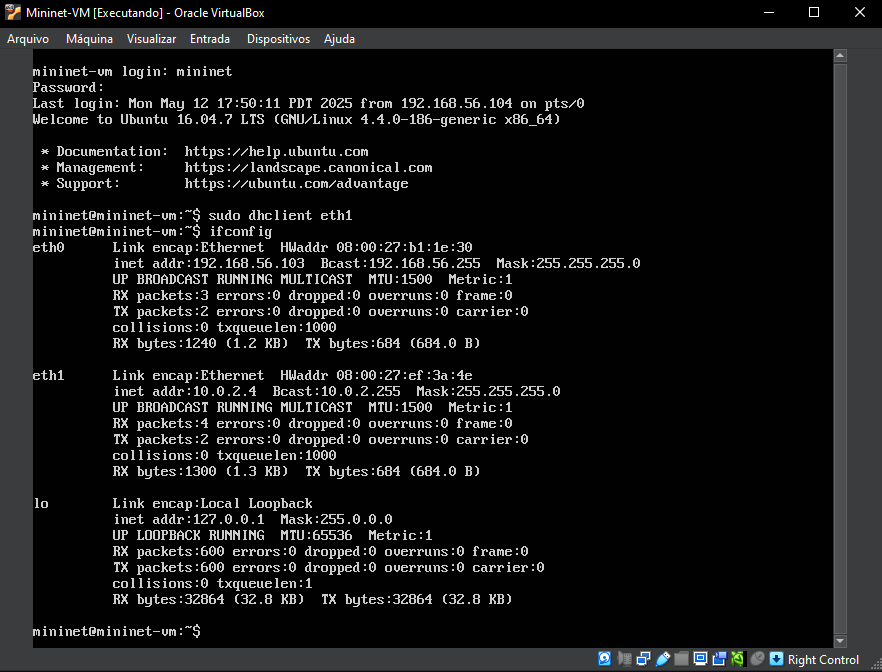 Mininet-VM [Executando] - Oracle VirtualBox
Arquivo Máquina Visualizar Entrada Dispositivos Ajuda
mininet-vm login: mininet
Password:
Last login: Mon May 12 17:50:11 PDT 2025 from 192.168.56.104 on pts/0
Welcome to Ubuntu 16.04.7 LTS (GNU/Linux 4.4.0-186-generic x86_64)
* Documentation:  https://help.ubuntu.com
* Management:     https://landscape.canonical.com
* Support:        https://ubuntu.com/advantage
mininet@mininet-vm:~$ sudo dhclient eth1
mininet@mininet-vm:~$ ifconfig
eth0      Link encap:Ethernet  HWaddr 08:00:27:b1:1e:30
inet addr:192.168.56.103  Bcast:192.168.56.255  Mask:255.255.255.0
UP BROADCAST RUNNING MULTICAST  MTU:1500  Metric:1
RX packets:3 errors:0 dropped:0 overruns:0 frame:0
TX packets:2 errors:0 dropped:0 overruns:0 carrier:0
collisions:0 txqueuelen:1000
RX bytes:1240 (1.2 KB)  TX bytes:684 (684.0 B)
eth1      Link encap:Ethernet  HWaddr 08:00:27:ef:3a:4e
inet addr:10.0.2.4  Bcast:10.0.2.255  Mask:255.255.255.0
UP BROADCAST RUNNING MULTICAST  MTU:1500  Metric:1
RX packets:4 errors:0 dropped:0 overruns:0 frame:0
TX packets:2 errors:0 dropped:0 overruns:0 carrier:0
collisions:0 txqueuelen:1000
RX bytes:1300 (1.3 KB)  TX bytes:684 (684.0 B)
lo        Link encap:Local Loopback
inet addr:127.0.0.1  Mask:255.0.0.0
UP LOOPBACK RUNNING  MTU:65536  Metric:1
RX packets:600 errors:0 dropped:0 overruns:0 frame:0
TX packets:600 errors:0 dropped:0 overruns:0 carrier:0
collisions:0 txqueuelen:1
RX bytes:32864 (32.8 KB)  TX bytes:32864 (32.8 KB)
mininet@mininet-vm:~$
Right Control